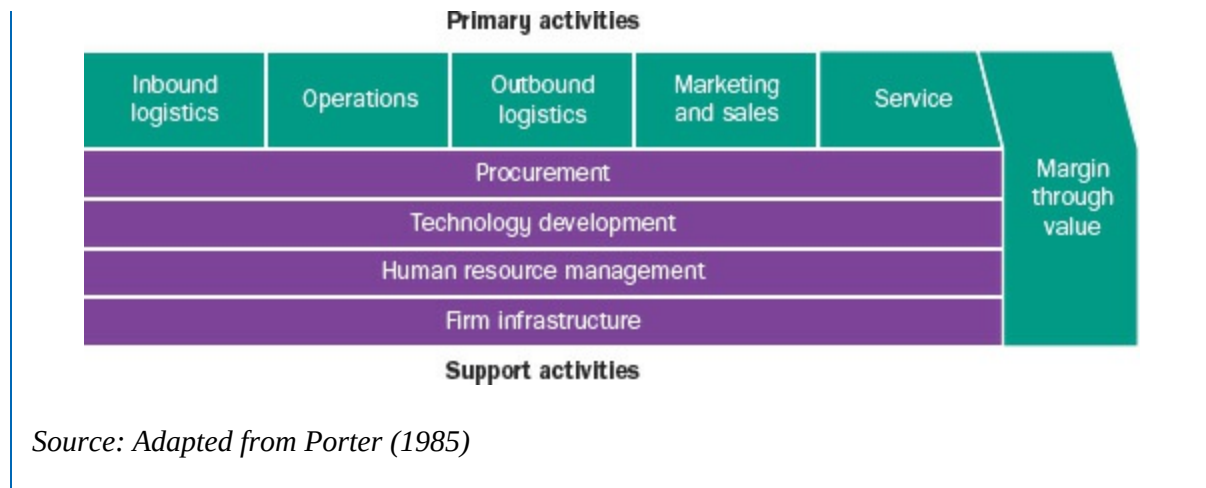 Primary activities
Inbound
logistics
Operations
Outbound
logistics
Marketing
and sales
Service
Margin
through
value
Procurement
Technology development
Human resource management
Firm infrastructure
Support activities
Source: Adapted from Porter (1985)